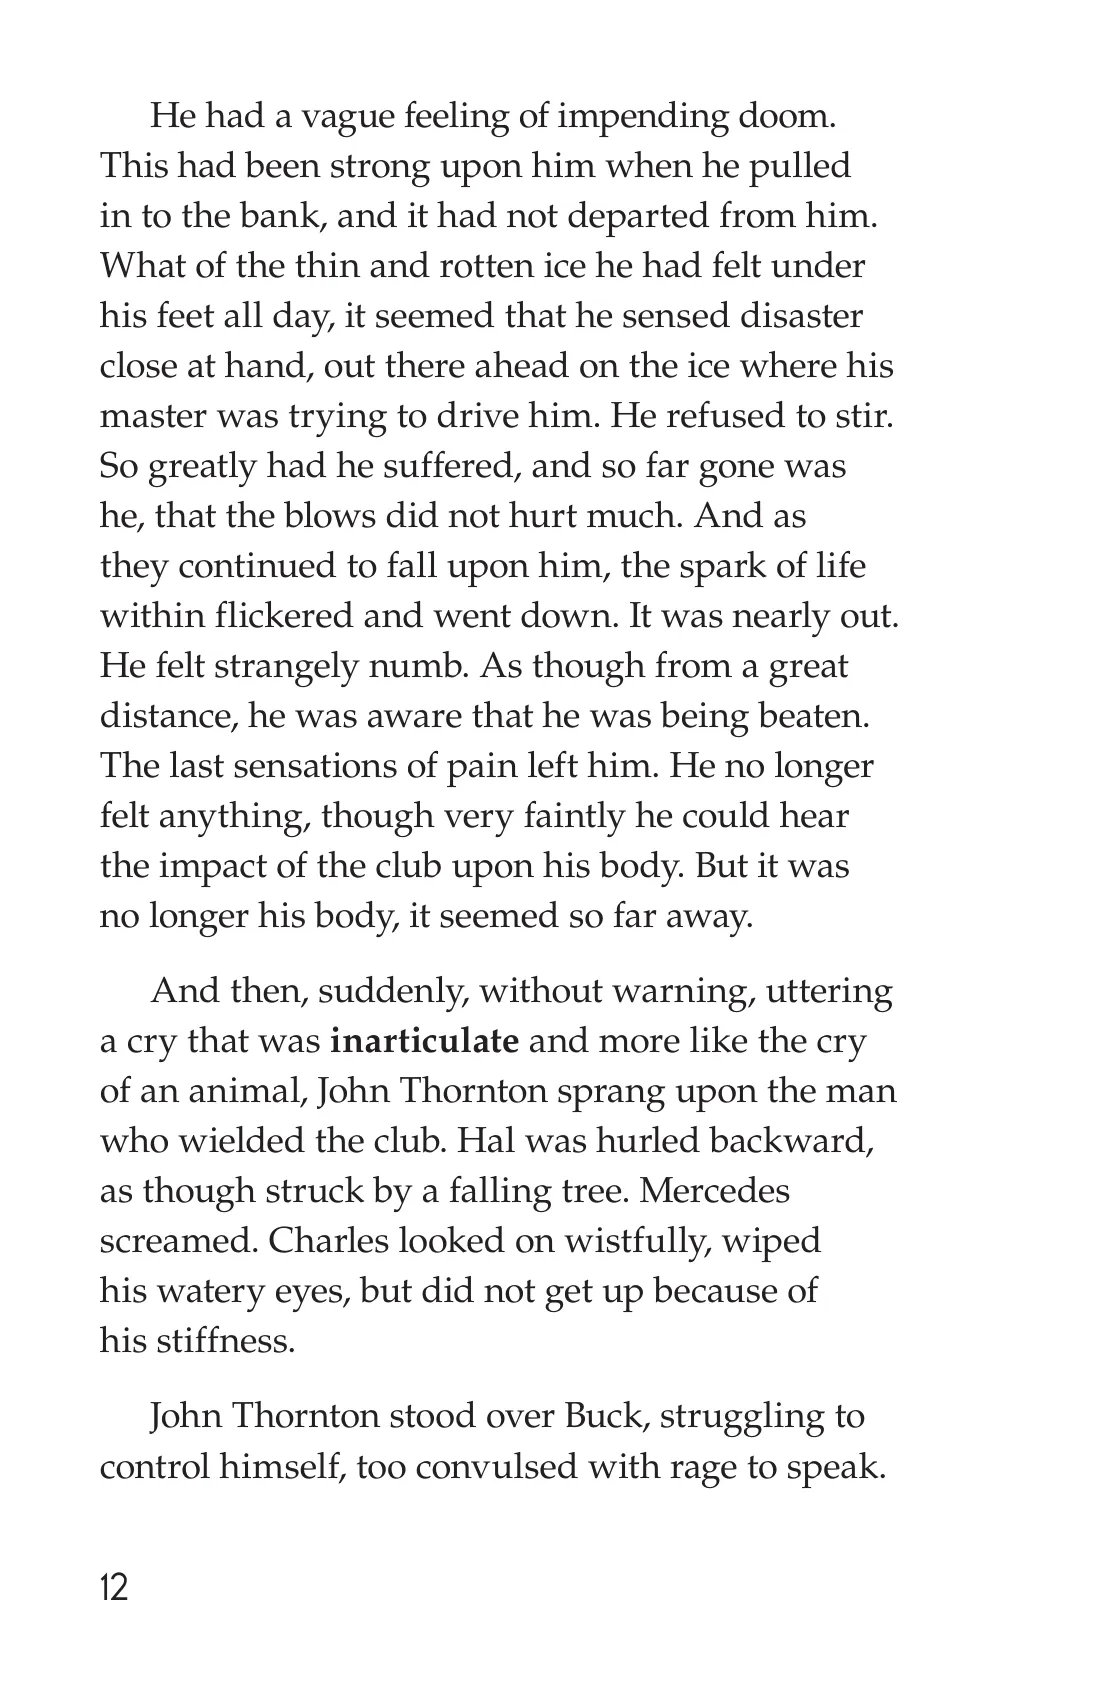 He had a vague feeling of impending doom.
This had been strong upon him when he pulled
in to the bank, and it had not departed from him.
What of the thin and rotten ice he had felt under
his feet all day, it seemed that he sensed disaster
close at hand, out there ahead on the ice where his
master was trying to drive him. He refused to stir.
So greatly had he suffered, and so far gone was
he, that the blows did not hurt much. And as
they continued to fall upon him, the spark of life
within flickered and went down. It was nearly out.
He felt strangely numb. As though from a great
distance, he was aware that he was being beaten.
The last sensations of pain left him. He no longer
felt anything, though very faintly he could hear
the impact of the club upon his body. But it was
no longer his body, it seemed so far away.
And then, suddenly, without warning, uttering
a cry that was inarticulate and more like the cry
of an animal, John Thornton sprang upon the man
who wielded the club. Hal was hurled backward,
as though struck by a falling tree. Mercedes
screamed. Charles looked on wistfully, wiped
his watery eyes, but did not get up because of
his stiffness.
John Thornton stood over Buck, struggling to
control himself, too convulsed with rage to speak.
12